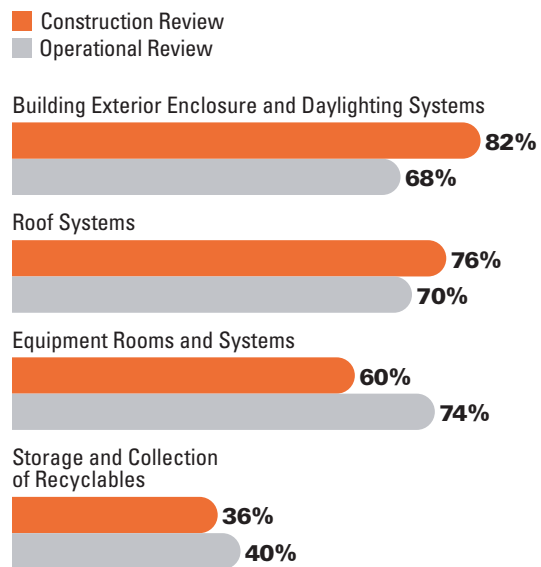 Construction Review
Operational Review
Building Exterior Enclosure and Daylighting Systems
82%
68%
Roof Systems
76%
70%
Equipment Rooms and Systems
60%
74%
Storage and Collection
of Recyclables
36%
40%